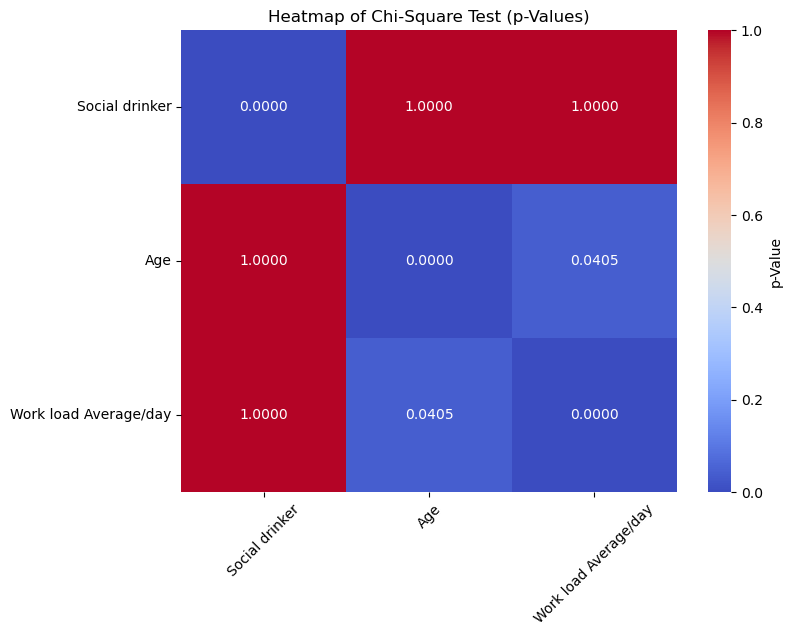 Heatmap of Chi-Square Test (p-Values)
Social drinker
0.0000 1.0000 1.0000
Age
1.0000 0.0000 0.0405
Work load Average/day
1.0000 0.0405 0.0000
Social drinker
Age
Work load Average/day
1.0
0.8
0.6
0.4
0.2
0.0
p-Value